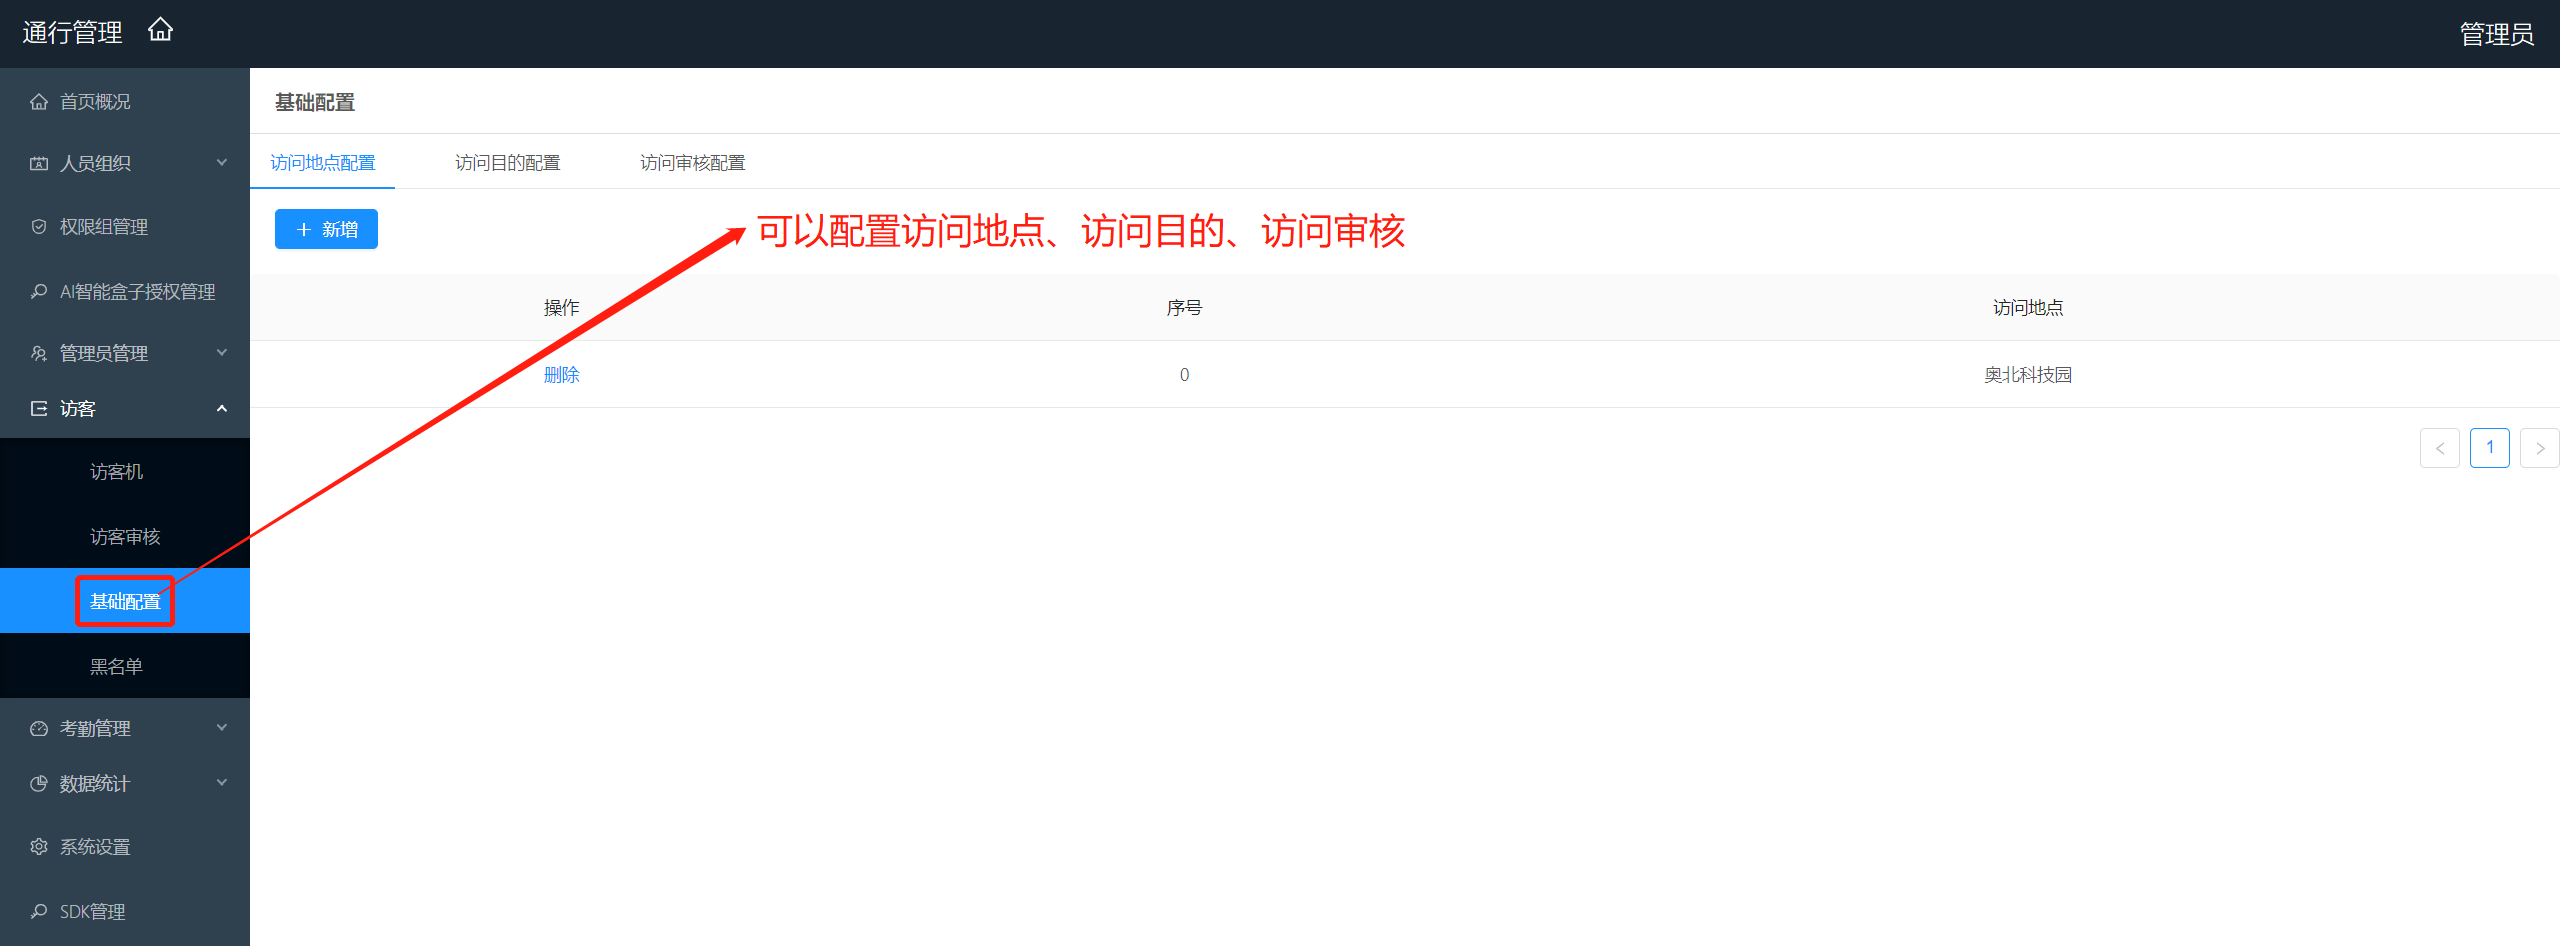 通行管理
管理员
首页概况
人员组织
权限组管理
AI智能盒子授权管理
管理员管理
访客
访客机
访客审核
基础配置
黑名单
考勤管理
数据统计
系统设置
SDK管理
基础配置
访问地点配置 访问目的配置 访问审核配置
+ 新增
可以配置访问地点、访问目的、访问审核
操作 序号 访问地点
删除 0 奥北科技园
< 1 >